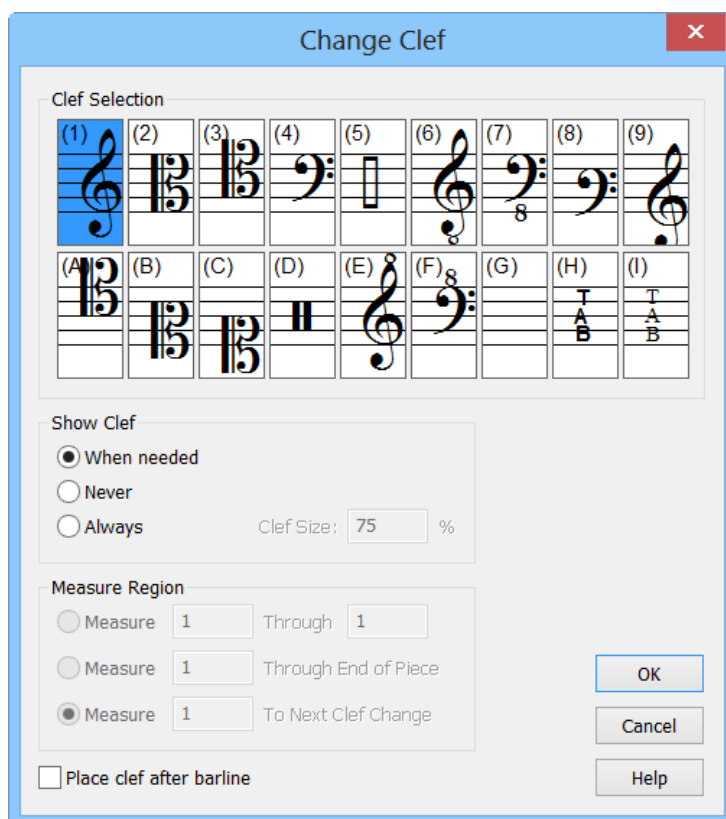 Change Clef
Clef Selection
(1) (2) (3) (4) (5) (6) (7) (8) (9)
8 8
(A) (B) (C) (D) (E) 8 (F) 8 (G) (H) (I)
T T
A A
B B
Show Clef
When needed
Never
Always Clef Size: 75 %
Measure Region
Measure 1 Through 1
Measure 1 Through End of Piece
Measure 1 To Next Clef Change
Place clef after barline
OK
Cancel
Help